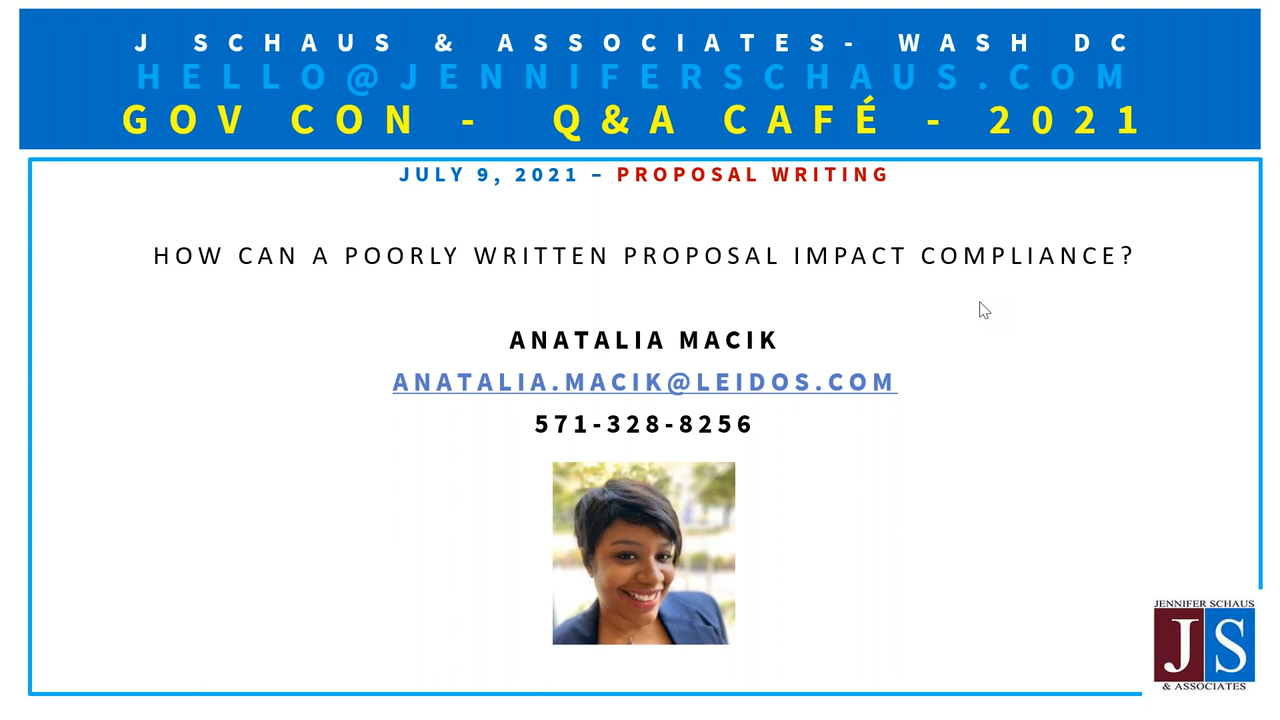 J SCHAUS & ASSOCIATES- WASH DC
HELLO@JENNIFERSCHAUS.COM
GOV CON - Q&A CAFÉ - 2021
JULY 9, 2021 – PROPOSAL WRITING
HOW CAN A POORLY WRITTEN PROPOSAL IMPACT COMPLIANCE?
ANATALIA MACIK
ANATALIA.MACIK@LEIDOS.COM
571-328-8256
JENNIFER SCHAUS
JS
& ASSOCIATES